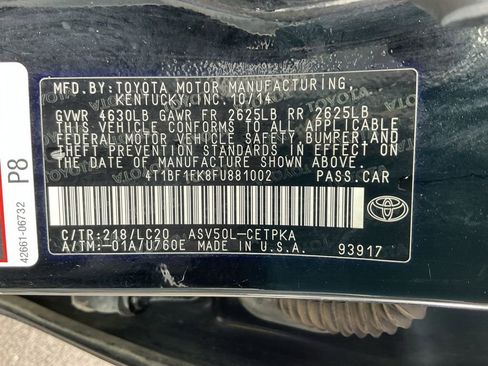 MFD.BY:TOYOTA MOTOR MANUFACTURING,
KENTUCKY, INC. 10/14
GVWR 4630LB GAWR FR 2625LB RR 2625LB
THIS VEHICLE CONFORMS TO ALL APPLICABLE
FEDERAL MOTOR VEHICLE SAFETY, BUMPER, AND
THEFT PREVENTION STANDARDS IN EFFECT ON
THE DATE OF MANUFACTURE SHOWN ABOVE.
4T1BF1FK8FU881002 PASS.CAR
C/TR:218/LC20 ASV50L-CETPKA
A/TM:-01A/U760E MADE IN U.S.A.
93917
P8
42661-06732